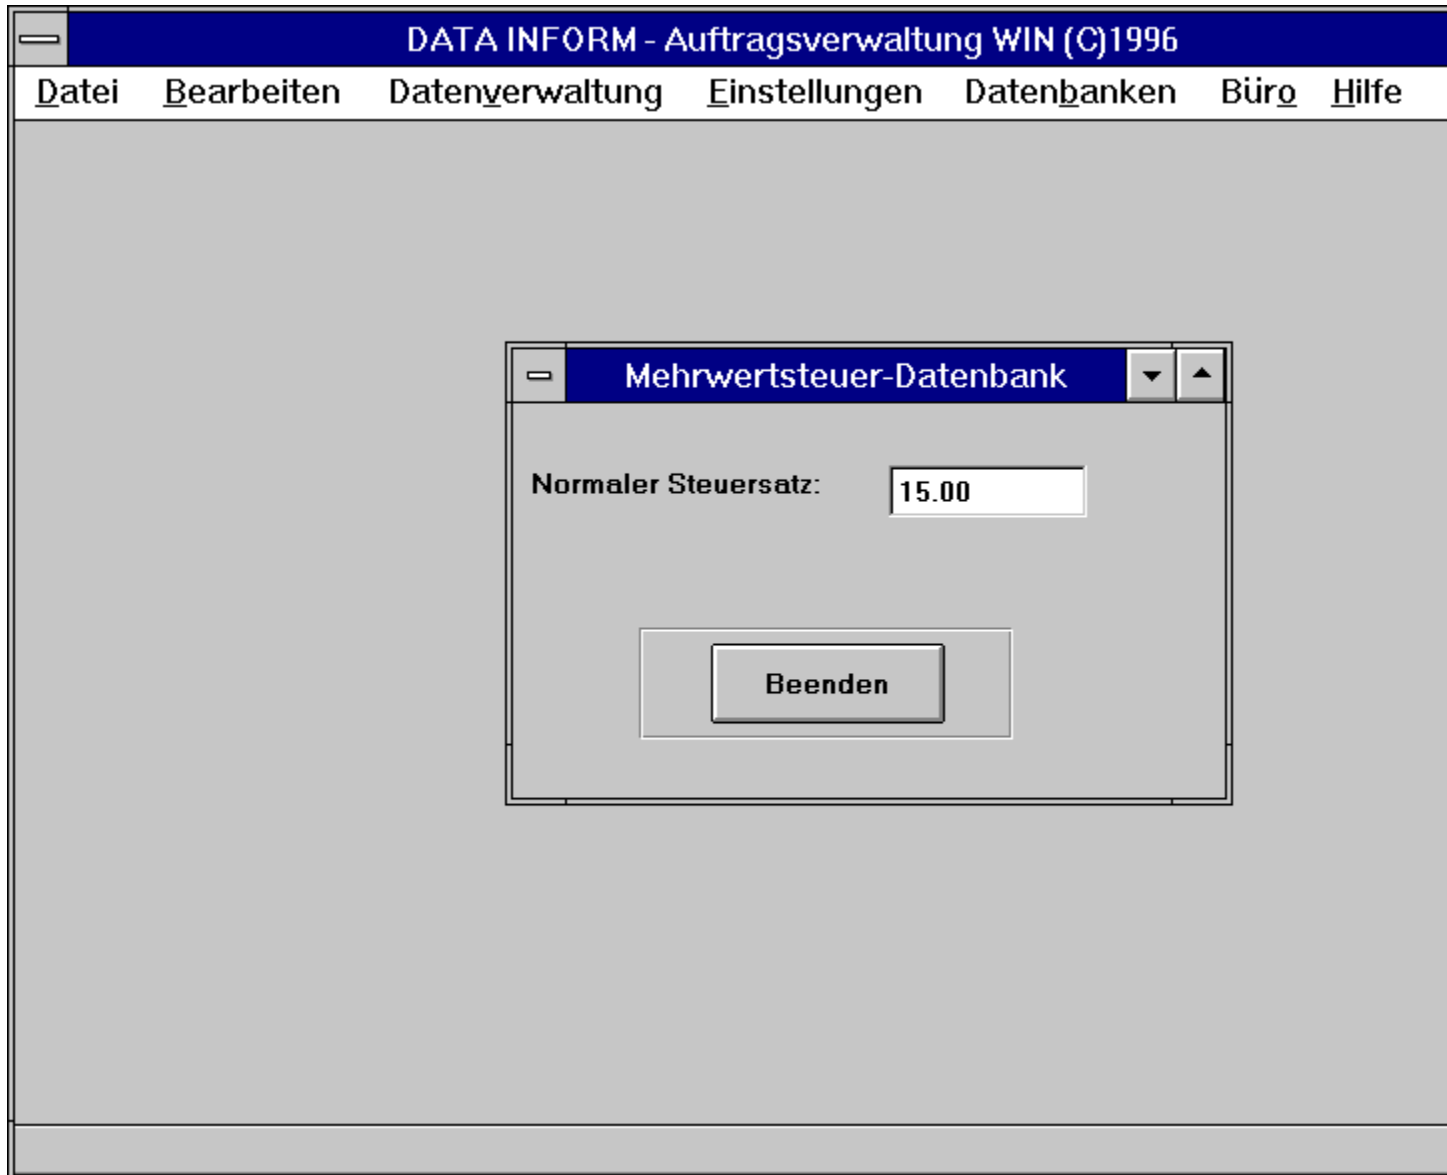 DATA INFORM - Auftragsverwaltung WIN (C)1996
Datei Bearbeiten Datenverwaltung Einstellungen Datenbanken Büro Hilfe
Mehrwertsteuer-Datenbank
Normaler Steuersatz: 15.00
Beenden